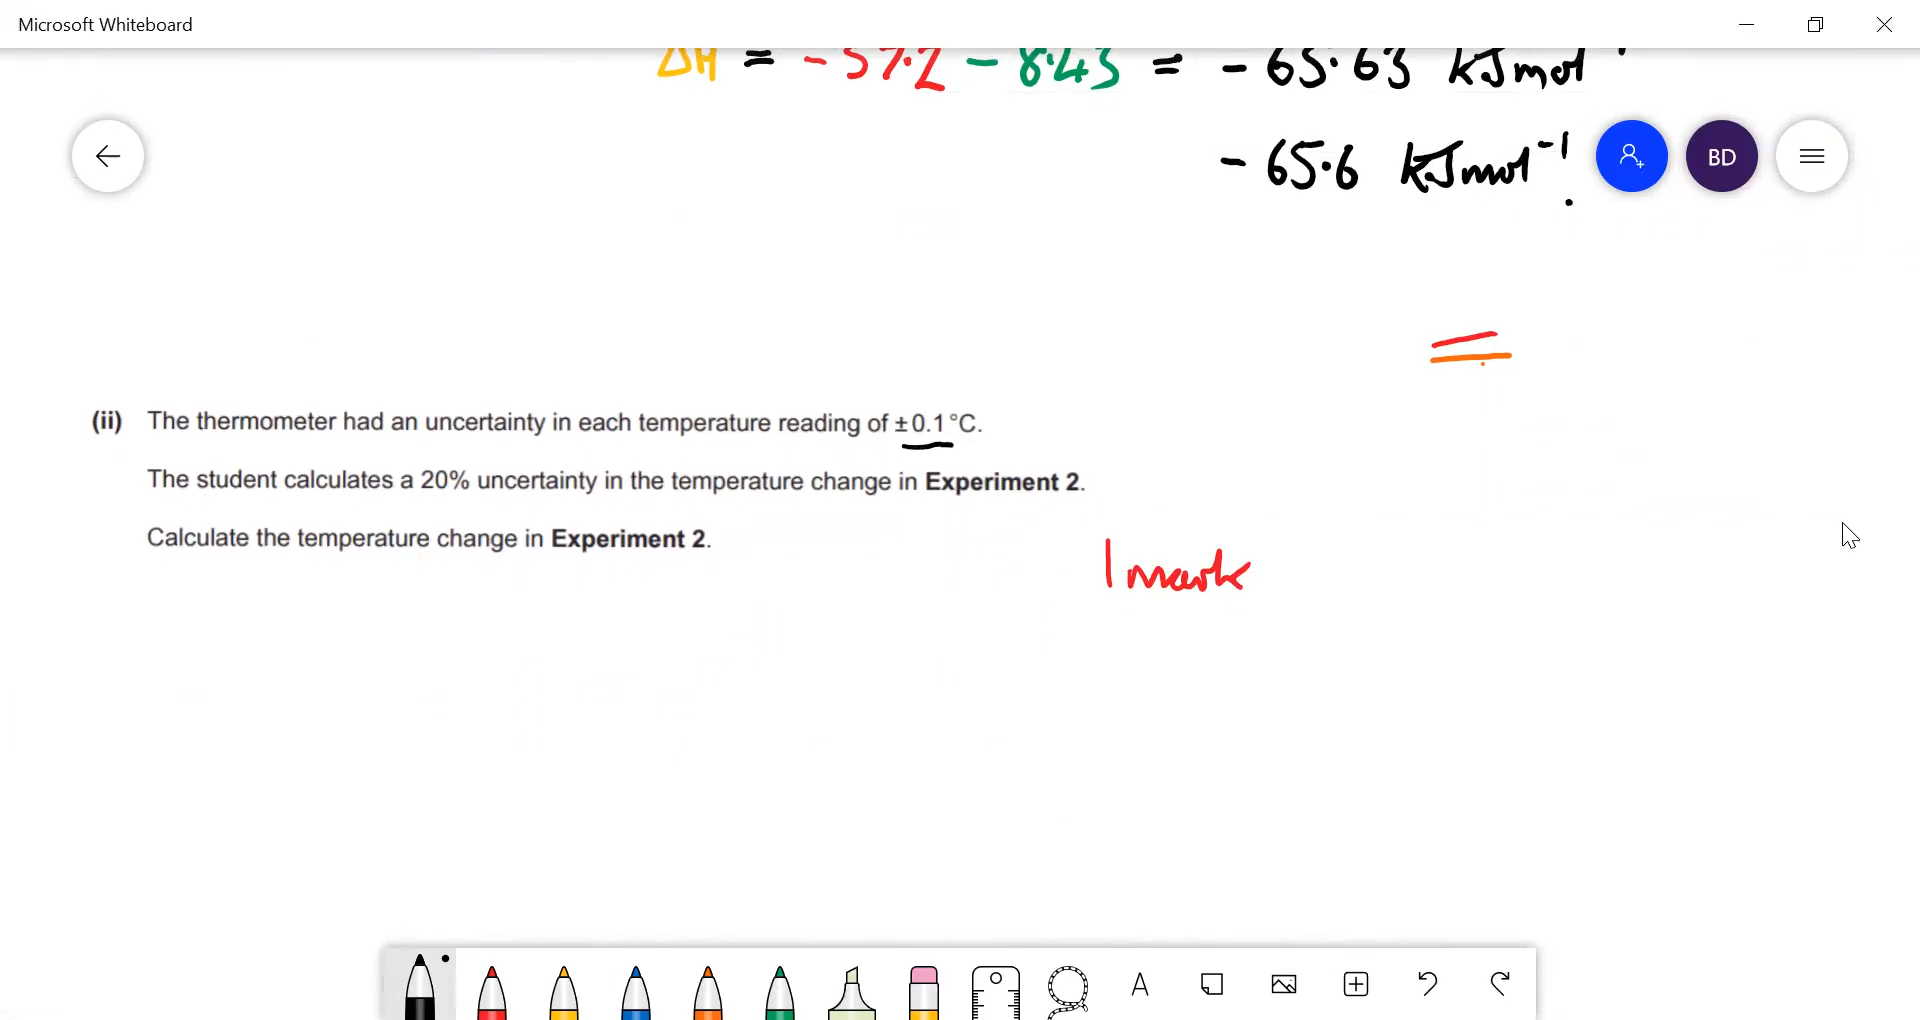 Microsoft Whiteboard
ΔH = - 57.2 - 8.43 = - 65.63 kJmol
- 65.6 kJmol⁻¹
BD
(ii) The thermometer had an uncertainty in each temperature reading of ±0.1°C.
The student calculates a 20% uncertainty in the temperature change in Experiment 2.
Calculate the temperature change in Experiment 2.
1 mark
A